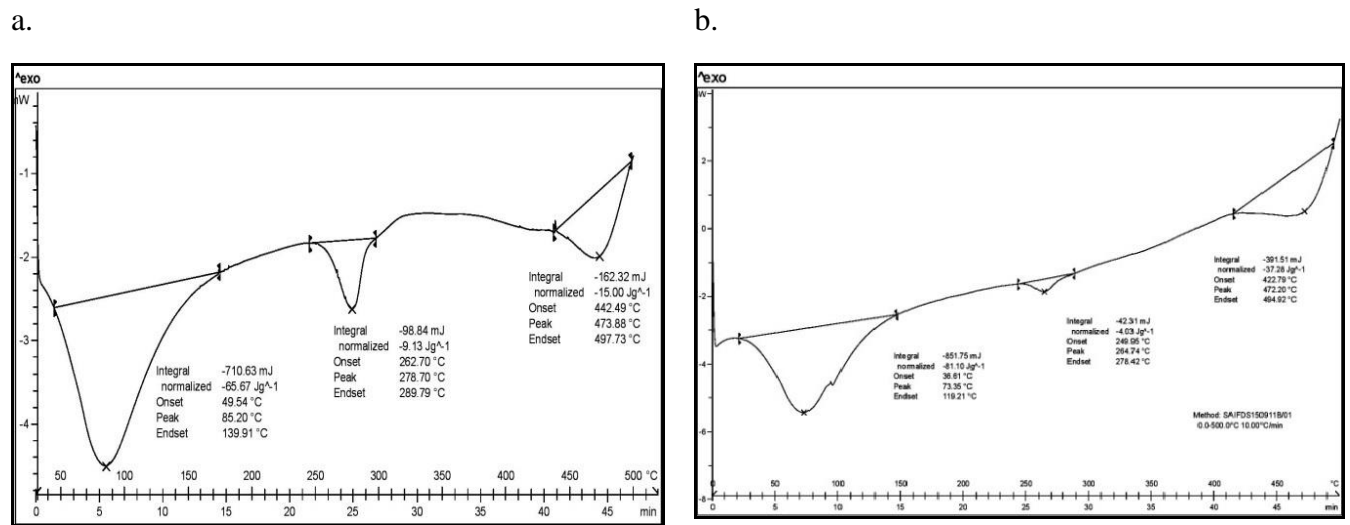 a.
b.
^exo
mW
-1
-2
-3
-4
Integral -710.63 mJ
normalized -65.67 Jg^-1
Onset 49.54 °C
Peak 85.20 °C
Endset 139.91 °C
Integral -98.84 mJ
normalized -9.13 Jg^-1
Onset 262.70 °C
Peak 278.70 °C
Endset 289.79 °C
Integral -162.32 mJ
normalized -15.00 Jg^-1
Onset 442.49 °C
Peak 473.88 °C
Endset 497.73 °C
50 100 150 200 250 300 350 400 450 500 °C
0 5 10 15 20 25 30 35 40 45 min
^exo
W
2
0
-2
-4
-6
-8
Integral -851.75 mJ
normalized -81.10 Jg^-1
Onset 36.61 °C
Peak 73.35 °C
Endset 119.21 °C
Integral -42.31 mJ
normalized -4.03 Jg^-1
Onset 249.95 °C
Peak 264.74 °C
Endset 278.42 °C
Integral -391.51 mJ
normalized -37.28 Jg^-1
Onset 422.79 °C
Peak 472.20 °C
Endset 494.92 °C
0.0-500.0°C 10.00°C/min
50 100 150 200 250 300 350 400 450 °C
0 5 10 15 20 25 30 35 40 45 min